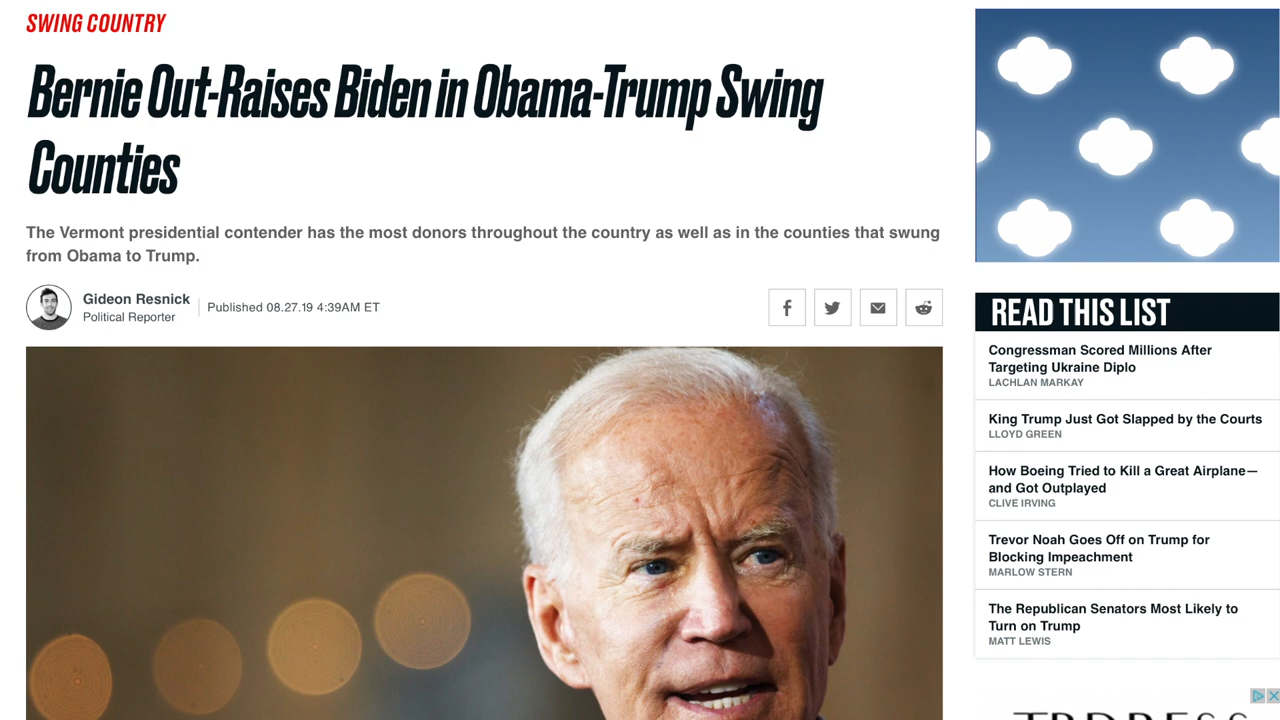 SWING COUNTRY
Bernie Out-Raises Biden in Obama-Trump Swing
Counties
The Vermont presidential contender has the most donors throughout the country as well as in the counties that swung
from Obama to Trump.
Gideon Resnick
Political Reporter
Published 08.27.19 4:39AM ET
READ THIS LIST
Congressman Scored Millions After
Targeting Ukraine Diplo
LACHLAN MARKAY
King Trump Just Got Slapped by the Courts
LLOYD GREEN
How Boeing Tried to Kill a Great Airplane—
and Got Outplayed
CLIVE IRVING
Trevor Noah Goes Off on Trump for
Blocking Impeachment
MARLOW STERN
The Republican Senators Most Likely to
Turn on Trump
MATT LEWIS